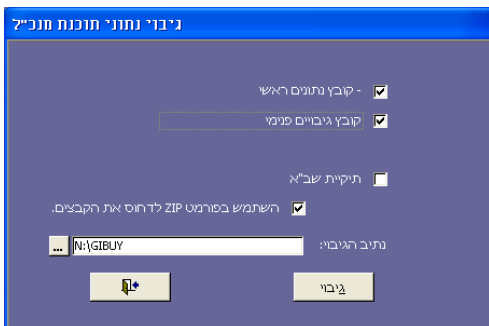 גיבוי נתוני תוכנת מנכ"ל
- קובץ נתונים ראשי
קובץ גיבויים פנימי
תיקיית שב"א
השתמש בפורמט ZIP לדחוס את הקבצים.
נתיב הגיבוי: N:\GIBUY ...
גיבוי